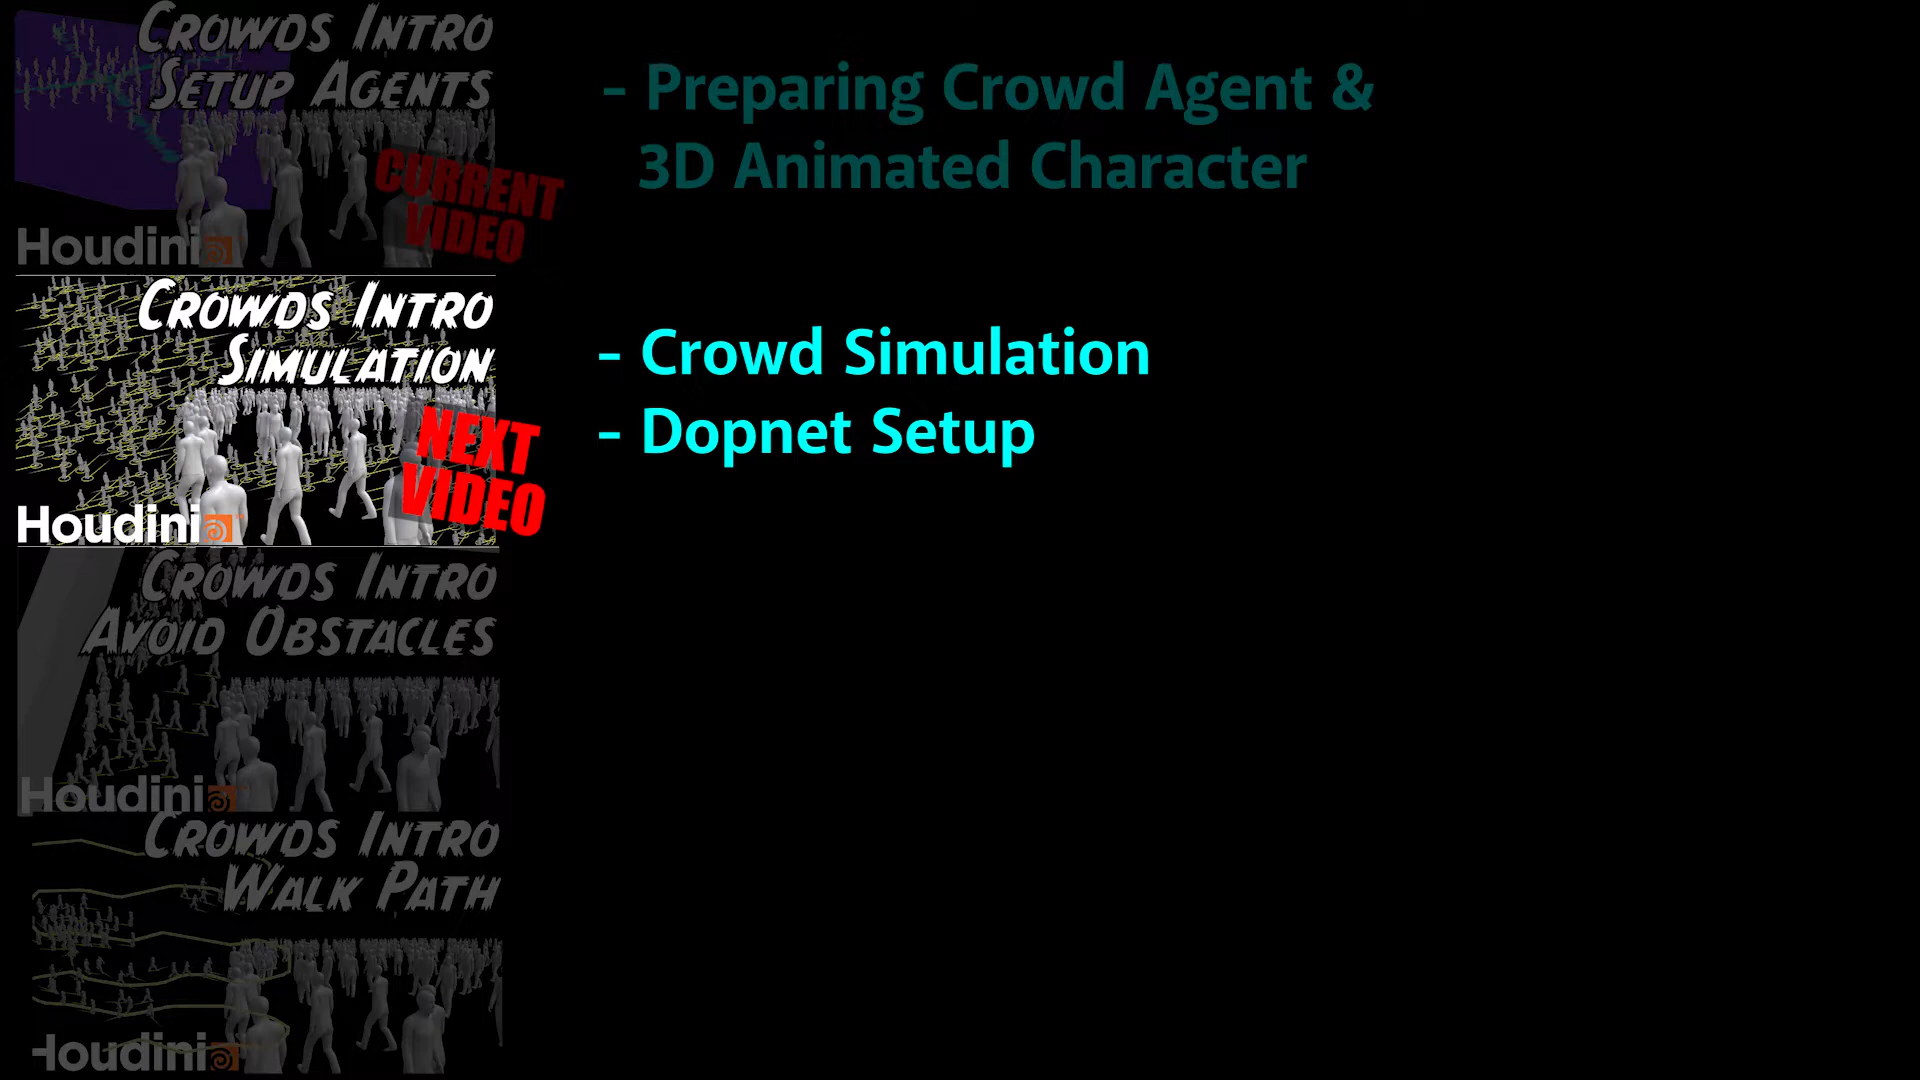 Crowds Intro
Setup Agents
CURRENT
VIDEO
Houdini
- Preparing Crowd Agent &
3D Animated Character
Crowds Intro
Simulation
NEXT
VIDEO
Houdini
- Crowd Simulation
- Dopnet Setup
Crowds Intro
Avoid Obstacles
Houdini
Crowds Intro
Walk Path
Houdini